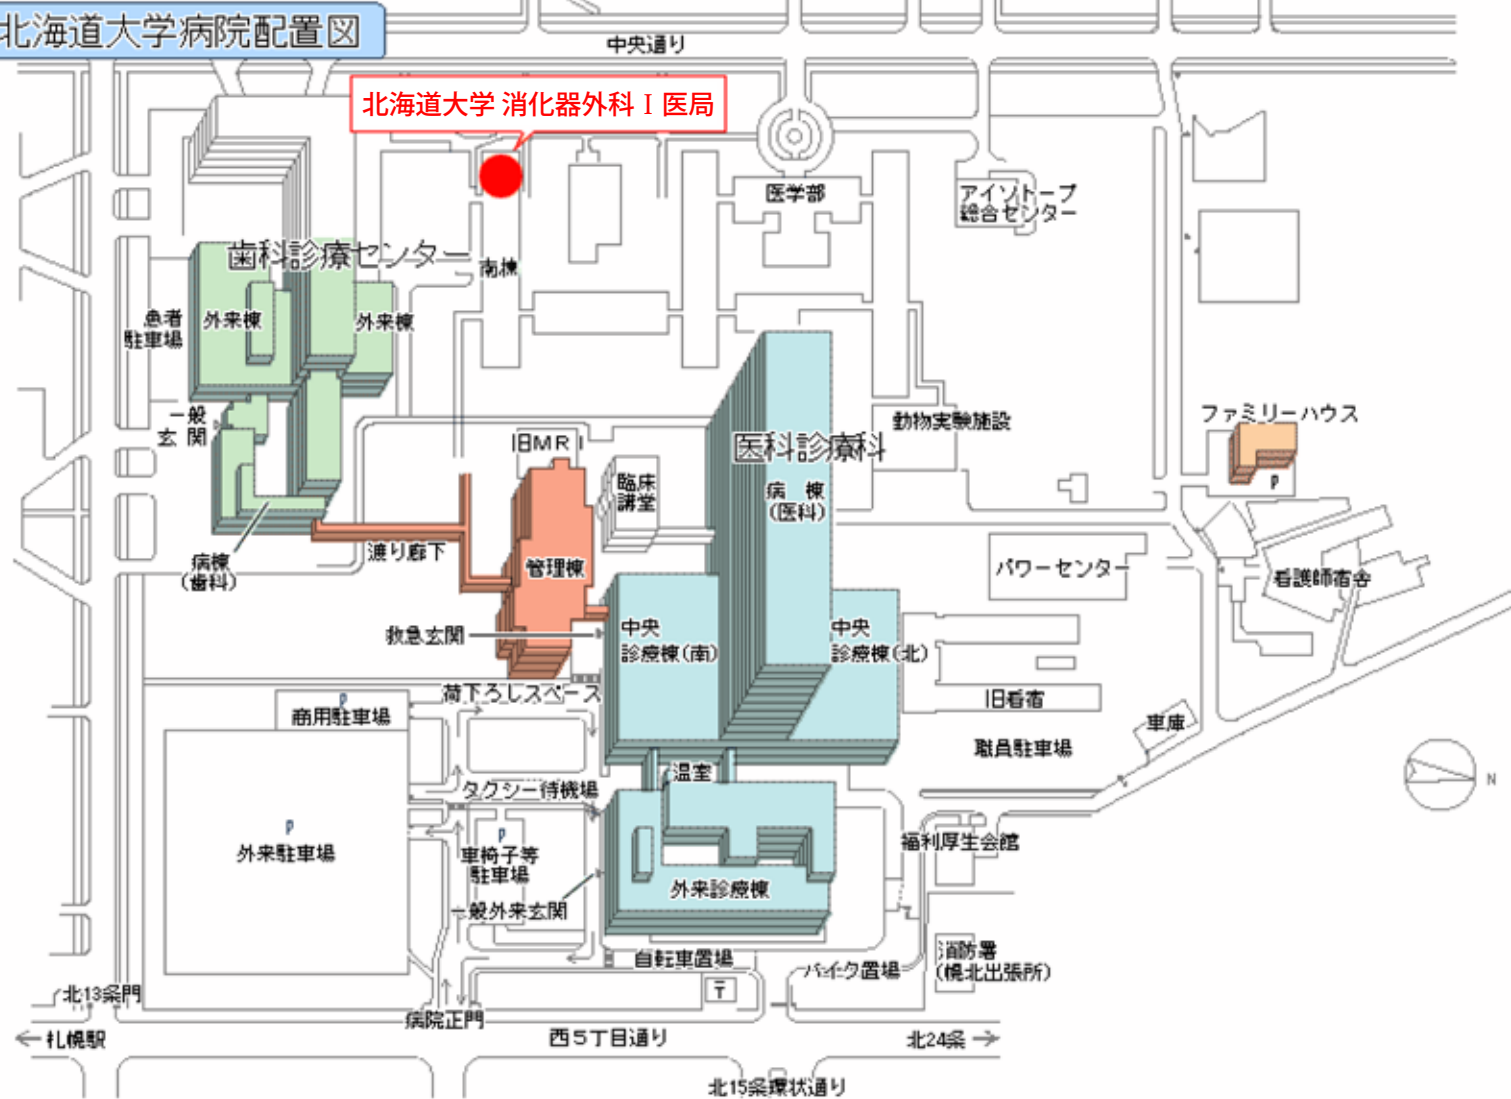 北海道大学病院配置図
中央通り
北海道大学 消化器外科 Ⅰ 医局
医学部
アイソトープ
総合センター
歯科診療センター
南棟
患者
駐車場
外来棟
外来棟
一般
玄 関
ファミリーハウス
P
動物実験施設
旧MRI
医科診療科
臨床
講堂
病 棟
(医科)
渡り廊下
管理棟
病棟
(歯科)
パワーセンター
看護師宿舎
救急玄関
中央
診療棟(南)
中央
診療棟(北)
荷下ろしスペース
P
商用駐車場
旧看宿
車庫
職員駐車場
温室
タクシー待機場
N
P
外来駐車場
P
車椅子等
駐車場
福利厚生会館
外来診療棟
一般外来玄関
自転車置場
バイク置場
消防署
(幌北出張所)
〒
北13条門
病院正門
←札幌駅
西5丁目通り
北24条→
北15条環状通り